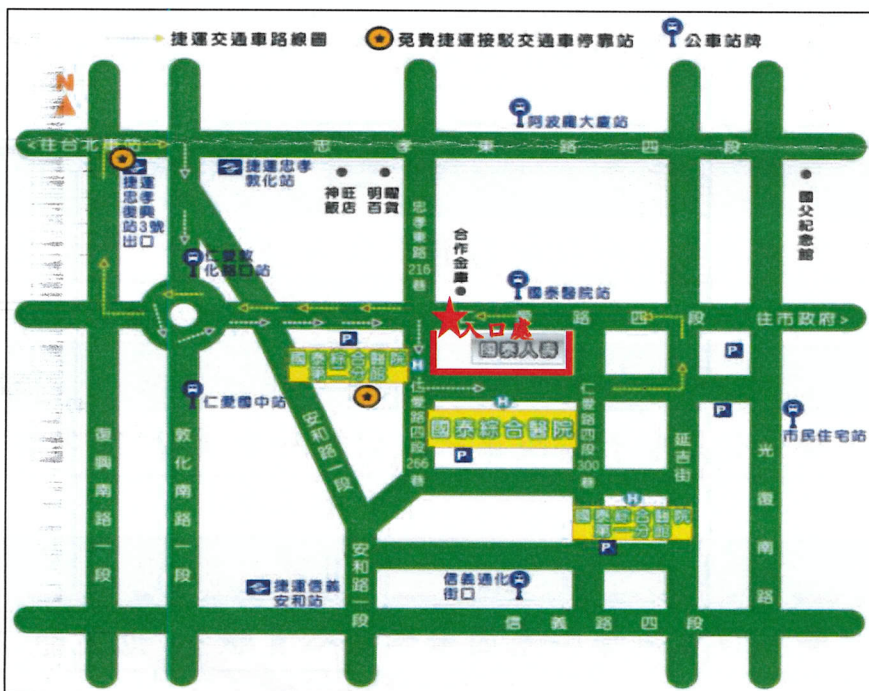 捷運交通車路線圖
免費捷運接駁交通車停靠站
公車站牌
N
阿波羅大廈站
<往台北車站
忠孝東路四段
捷運
忠孝
復興
站3號
出口
捷運忠孝
敦化站
神旺
飯店
明曜
百貨
忠孝東路216巷
合作金庫
國父紀念館
仁愛敦
化路口站
國泰醫院站
路四段
往市政府>
入口處
國泰人壽
P
國泰綜合醫院
第二分館
H
仁愛路四段266巷
H
國泰綜合醫院
P
仁愛路四段300巷
P
P
仁愛國中站
市民住宅站
復興南路一段
敦化南路一段
安和路一段
延吉街
光復南路
H
國泰綜合醫院
第一分館
P
安和路一段
捷運信義
安和站
信義通化
街口
信義路四段